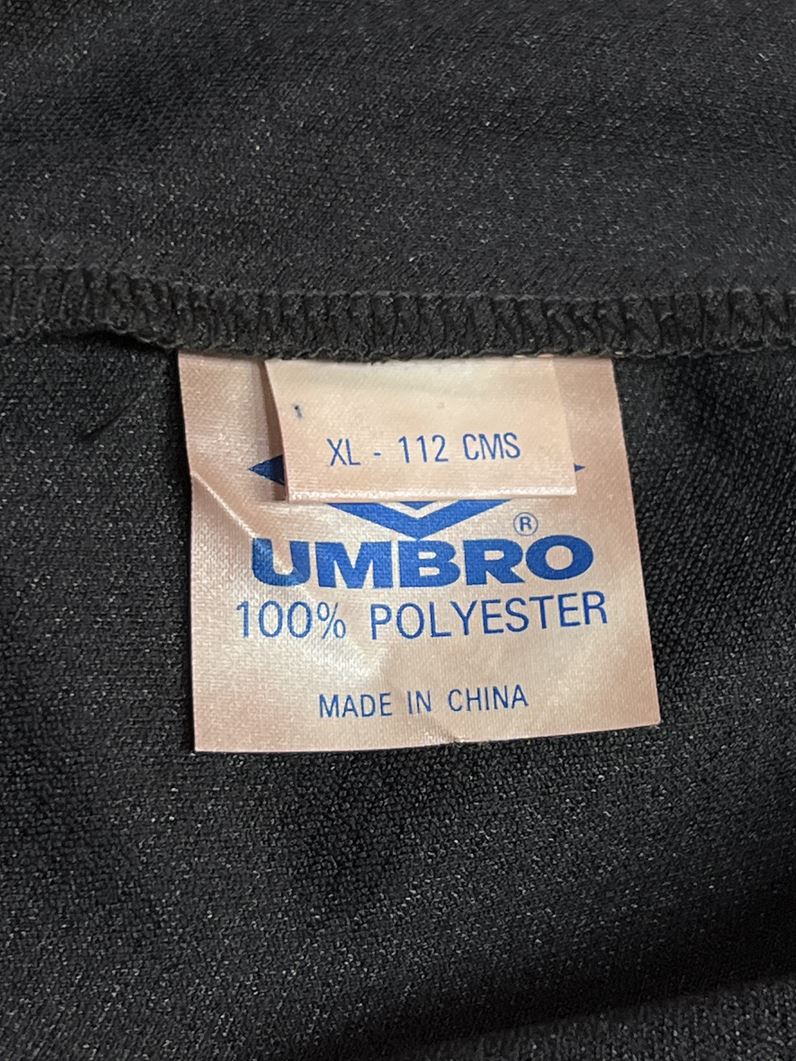 XL - 112 CMS
®
UMBRO
100% POLYESTER
MADE IN CHINA